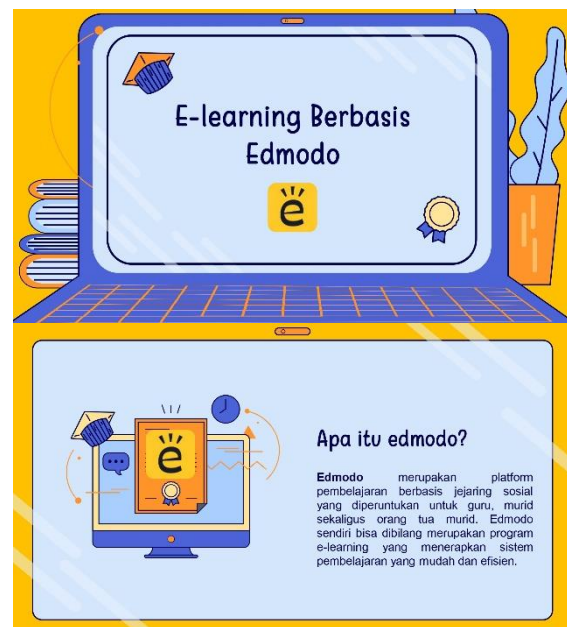 E-learning Berbasis
Edmodo
ë
ë
Apa itu edmodo?
Edmodo merupakan platform
pembelajaran berbasis jejaring sosial
yang diperuntukan untuk guru, murid
sekaligus orang tua murid. Edmodo
sendiri bisa dibilang merupakan program
e-learning yang menerapkan sistem
pembelajaran yang mudah dan efisien.